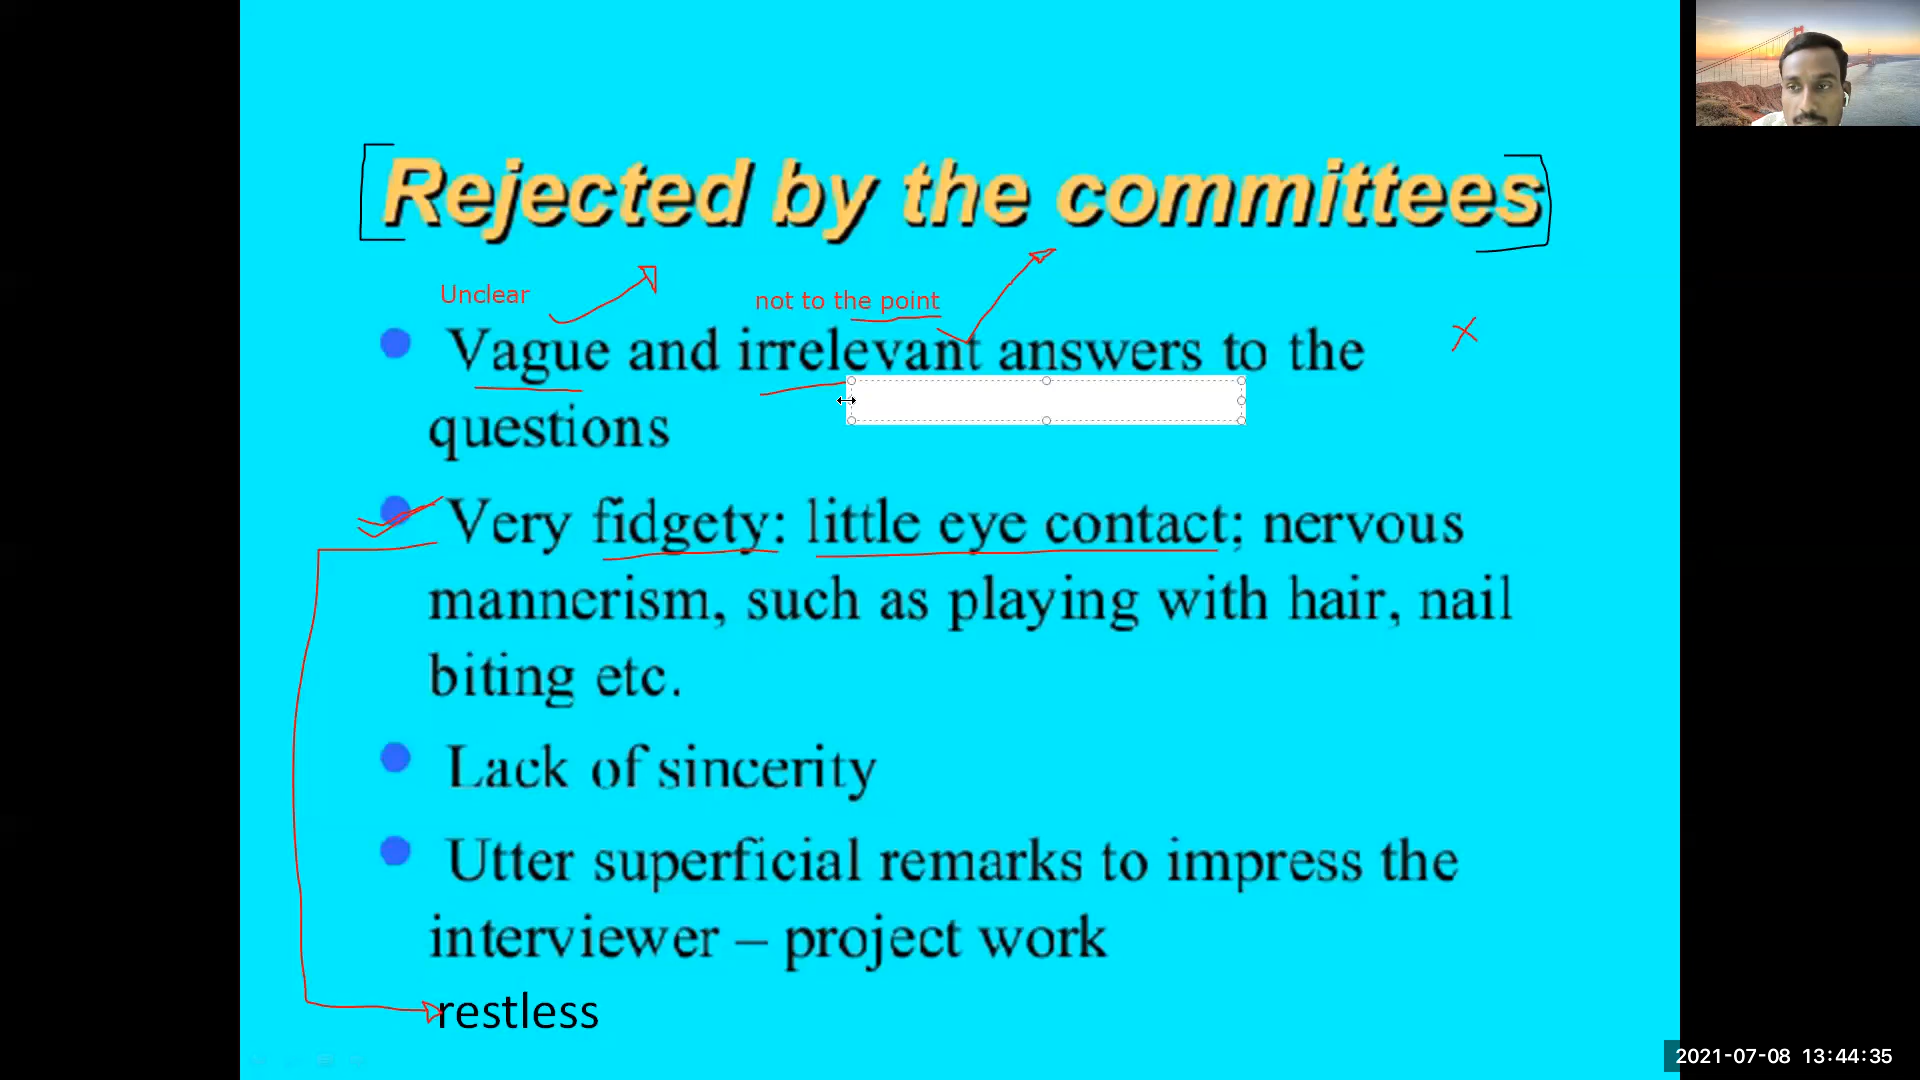 Rejected by the committees
Unclear
not to the point
Vague and irrelevant answers to the
questions
Very fidgety: little eye contact; nervous
mannerism, such as playing with hair, nail
biting etc.
Lack of sincerity
Utter superficial remarks to impress the
interviewer – project work
restless
2021-07-08 13:44:35